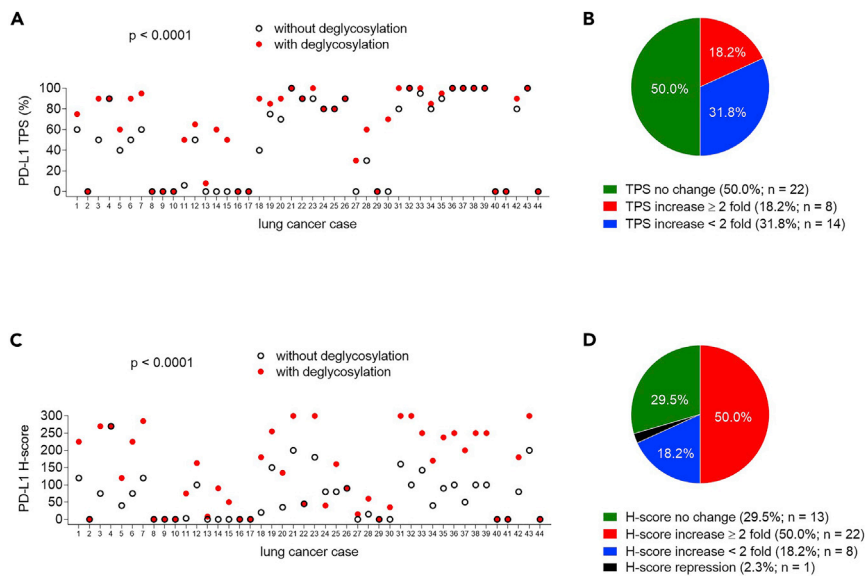 A
p < 0.0001
without deglycosylation
with deglycosylation
PD-L1 TPS (%)
100
80
60
40
20
0
1 2 3 4 5 6 7 8 9 10 11 12 13 14 15 16 17 18 19 20 21 22 23 24 25 26 27 28 29 30 31 32 33 34 35 36 37 38 39 40 41 42 43 44
lung cancer case
B
18.2%
50.0%
31.8%
TPS no change (50.0%; n = 22)
TPS increase ≥ 2 fold (18.2%; n = 8)
TPS increase < 2 fold (31.8%; n = 14)
C
p < 0.0001
without deglycosylation
with deglycosylation
PD-L1 H-score
300
250
200
150
100
50
0
1 2 3 4 5 6 7 8 9 10 11 12 13 14 15 16 17 18 19 20 21 22 23 24 25 26 27 28 29 30 31 32 33 34 35 36 37 38 39 40 41 42 43 44
lung cancer case
D
29.5%
50.0%
18.2%
H-score no change (29.5%; n = 13)
H-score increase ≥ 2 fold (50.0%; n = 22)
H-score increase < 2 fold (18.2%; n = 8)
H-score repression (2.3%; n = 1)